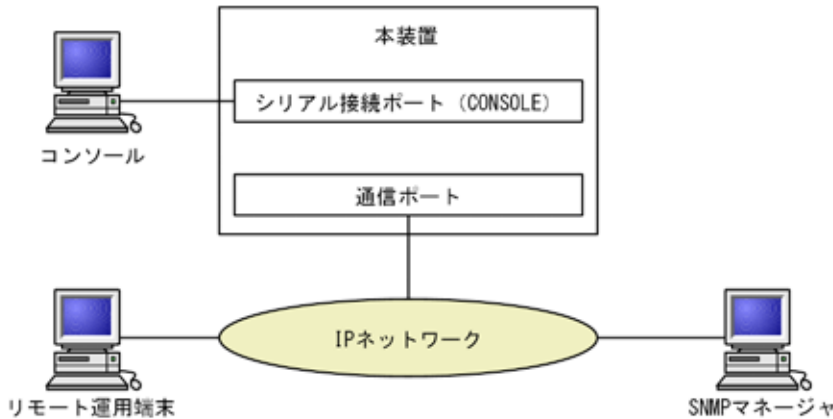 本装置
シリアル接続ポート（CONSOLE）
コンソール
通信ポート
IPネットワーク
リモート運用端末
SNMPマネージャ